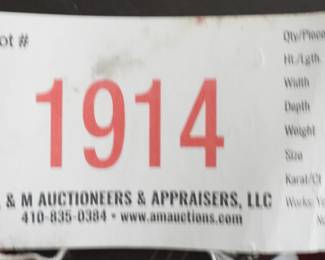 ot #
1914
& M AUCTIONEERS & APPRAISERS, LLC
410-835-0384 • www.amauctions.com
Qty/Piece
Ht./Lgth.
Width
Depth
Weight
Size
Karat/Ct
Works: Y
N